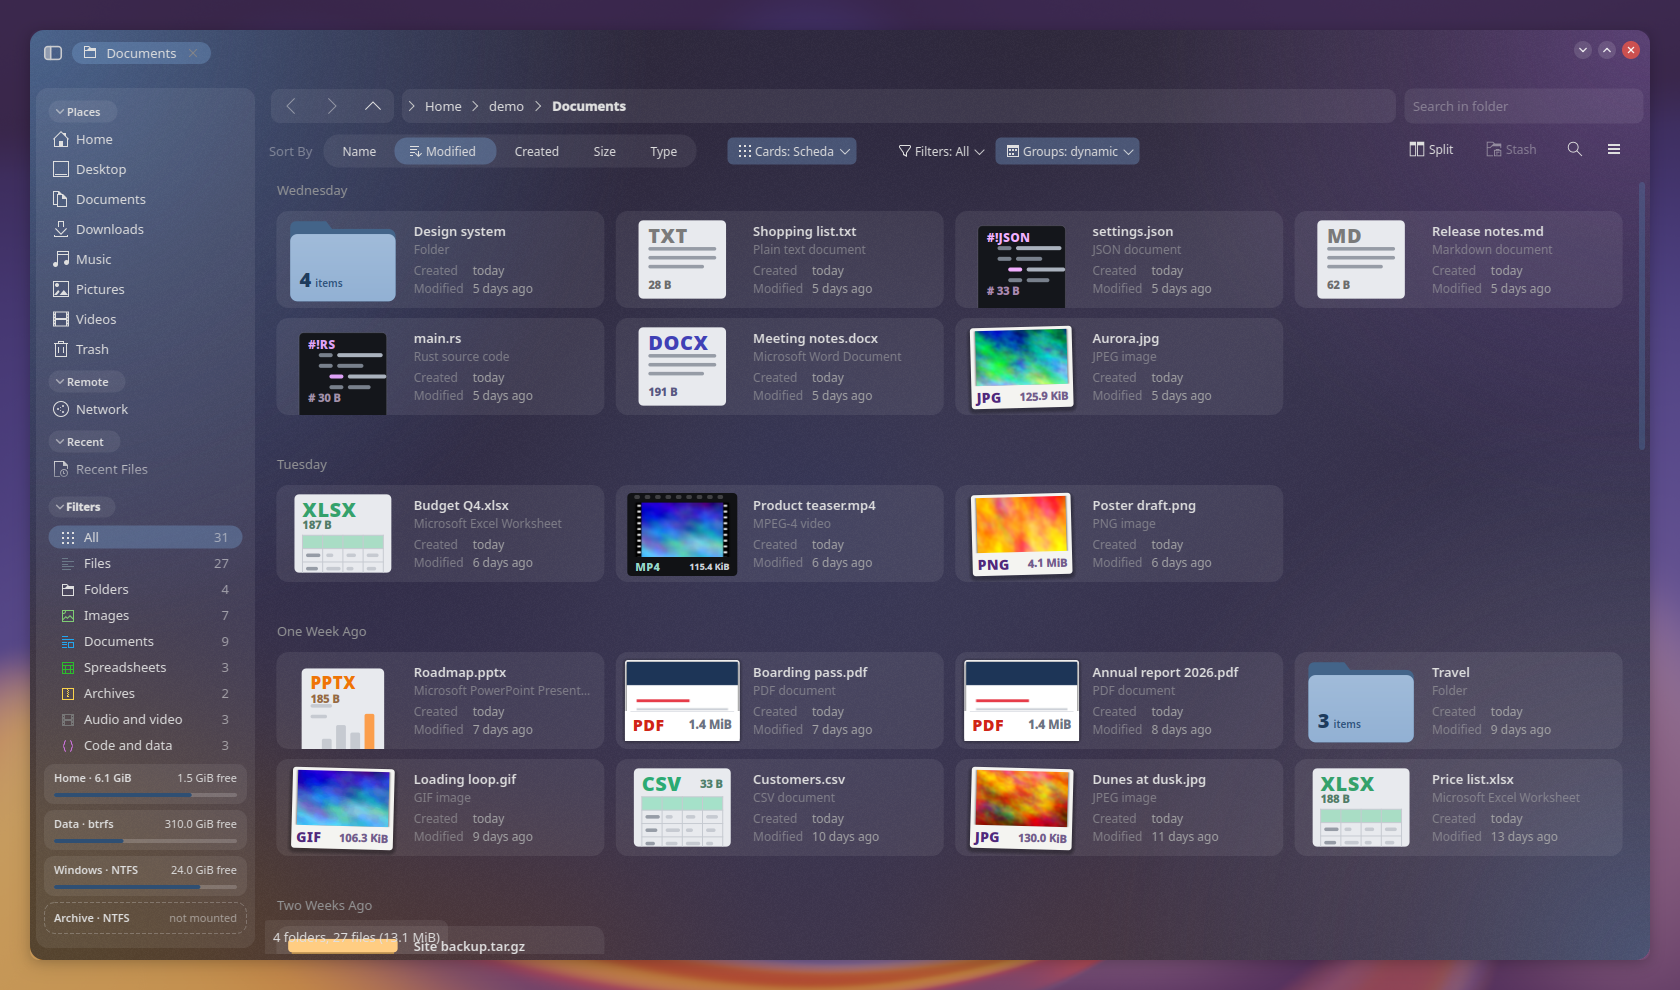 Documents
Places
Home
Desktop
Documents
Downloads
Music
Pictures
Videos
Trash
Remote
Network
Recent
Recent Files
Filters
All 31
Files 27
Folders 4
Images 7
Documents 9
Spreadsheets 3
Archives 2
Audio and video 3
Code and data 3
Home · 6.1 GiB 1.5 GiB free
Data · btrfs 310.0 GiB free
Windows · NTFS 24.0 GiB free
Archive · NTFS not mounted
Home demo Documents
Search in folder
Sort By Name Modified Created Size Type Cards: Scheda Filters: All Groups: dynamic Split Stash
Wednesday
4 items
Design system
Folder
Created today
Modified 5 days ago
TXT
28 B
Shopping list.txt
Plain text document
Created today
Modified 5 days ago
#!JSON
# 33 B
settings.json
JSON document
Created today
Modified 5 days ago
MD
62 B
Release notes.md
Markdown document
Created today
Modified 5 days ago
#!RS
# 30 B
main.rs
Rust source code
Created today
Modified 5 days ago
DOCX
191 B
Meeting notes.docx
Microsoft Word Document
Created today
Modified 5 days ago
JPG 125.9 KiB
Aurora.jpg
JPEG image
Created today
Modified 5 days ago
Tuesday
XLSX
187 B
Budget Q4.xlsx
Microsoft Excel Worksheet
Created today
Modified 6 days ago
MP4 115.4 KiB
Product teaser.mp4
MPEG-4 video
Created today
Modified 6 days ago
PNG 4.1 MiB
Poster draft.png
PNG image
Created today
Modified 6 days ago
One Week Ago
PPTX
185 B
Roadmap.pptx
Microsoft PowerPoint Present...
Created today
Modified 7 days ago
PDF 1.4 MiB
Boarding pass.pdf
PDF document
Created today
Modified 7 days ago
PDF 1.4 MiB
Annual report 2026.pdf
PDF document
Created today
Modified 8 days ago
3 items
Travel
Folder
Created today
Modified 9 days ago
GIF 106.3 KiB
Loading loop.gif
GIF image
Created today
Modified 9 days ago
CSV 33 B
Customers.csv
CSV document
Created today
Modified 10 days ago
JPG 130.0 KiB
Dunes at dusk.jpg
JPEG image
Created today
Modified 11 days ago
XLSX
188 B
Price list.xlsx
Microsoft Excel Worksheet
Created today
Modified 13 days ago
Two Weeks Ago
4 folders, 27 files (13.1 MiB)
Site backup.tar.gz